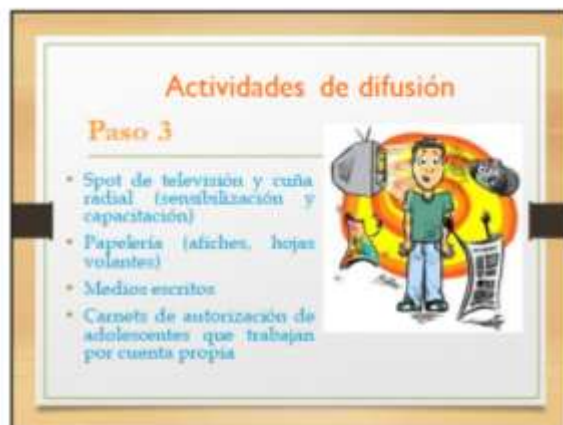 Actividades de difusión
Paso 3
• Spot de televisión y cuña
radial (sensibilización y
capacitación)
• Papelería (afiches, hojas
volantes)
• Medios escritos
• Carnets de autorización de
adolescentes que trabajan
por cuenta propia